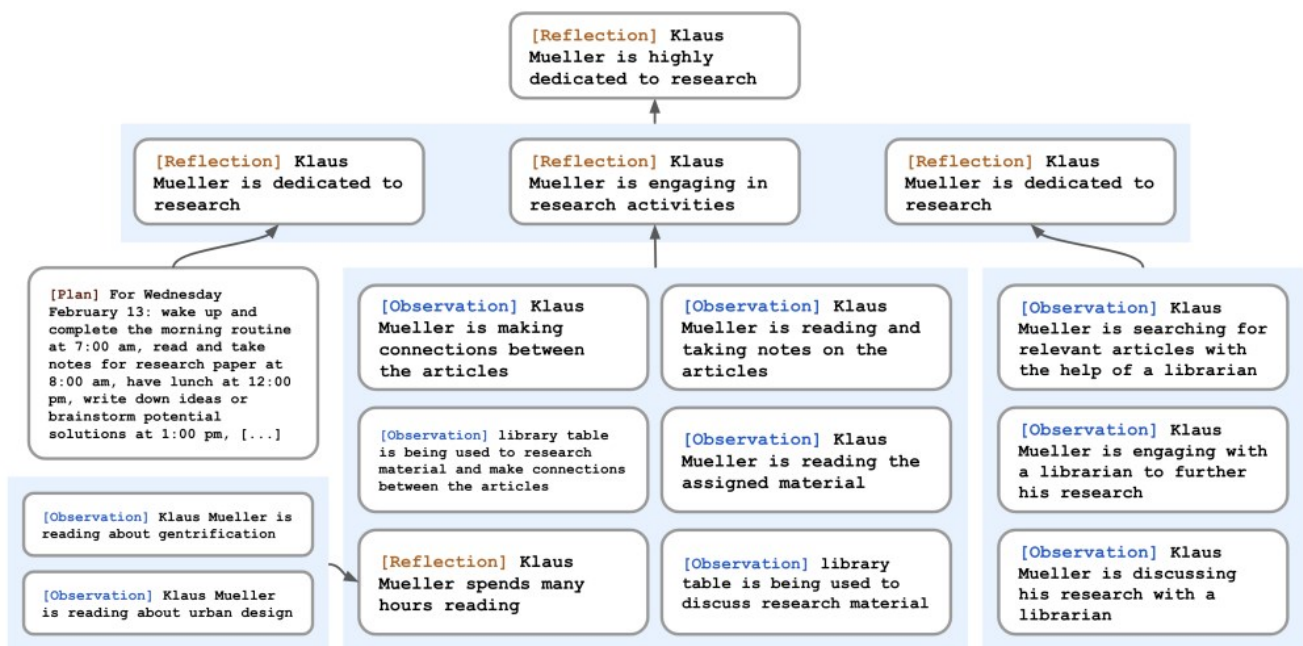 [Reflection] Klaus
Mueller is highly
dedicated to research
[Reflection] Klaus
Mueller is dedicated to
research
[Reflection] Klaus
Mueller is engaging in
research activities
[Reflection] Klaus
Mueller is dedicated to
research
[Plan] For Wednesday
February 13: wake up and
complete the morning routine
at 7:00 am, read and take
notes for research paper at
8:00 am, have lunch at 12:00
pm, write down ideas or
brainstorm potential
solutions at 1:00 pm, [...]
[Observation] Klaus Mueller is
reading about gentrification
[Observation] Klaus Mueller
is reading about urban design
[Observation] Klaus
Mueller is making
connections between
the articles
[Observation] Klaus
Mueller is reading and
taking notes on the
articles
[Observation] library table
is being used to research
material and make connections
between the articles
[Observation] Klaus
Mueller is reading the
assigned material
[Reflection] Klaus
Mueller spends many
hours reading
[Observation] library
table is being used to
discuss research material
[Observation] Klaus
Mueller is searching for
relevant articles with
the help of a librarian
[Observation] Klaus
Mueller is engaging with
a librarian to further
his research
[Observation] Klaus
Mueller is discussing
his research with a
librarian